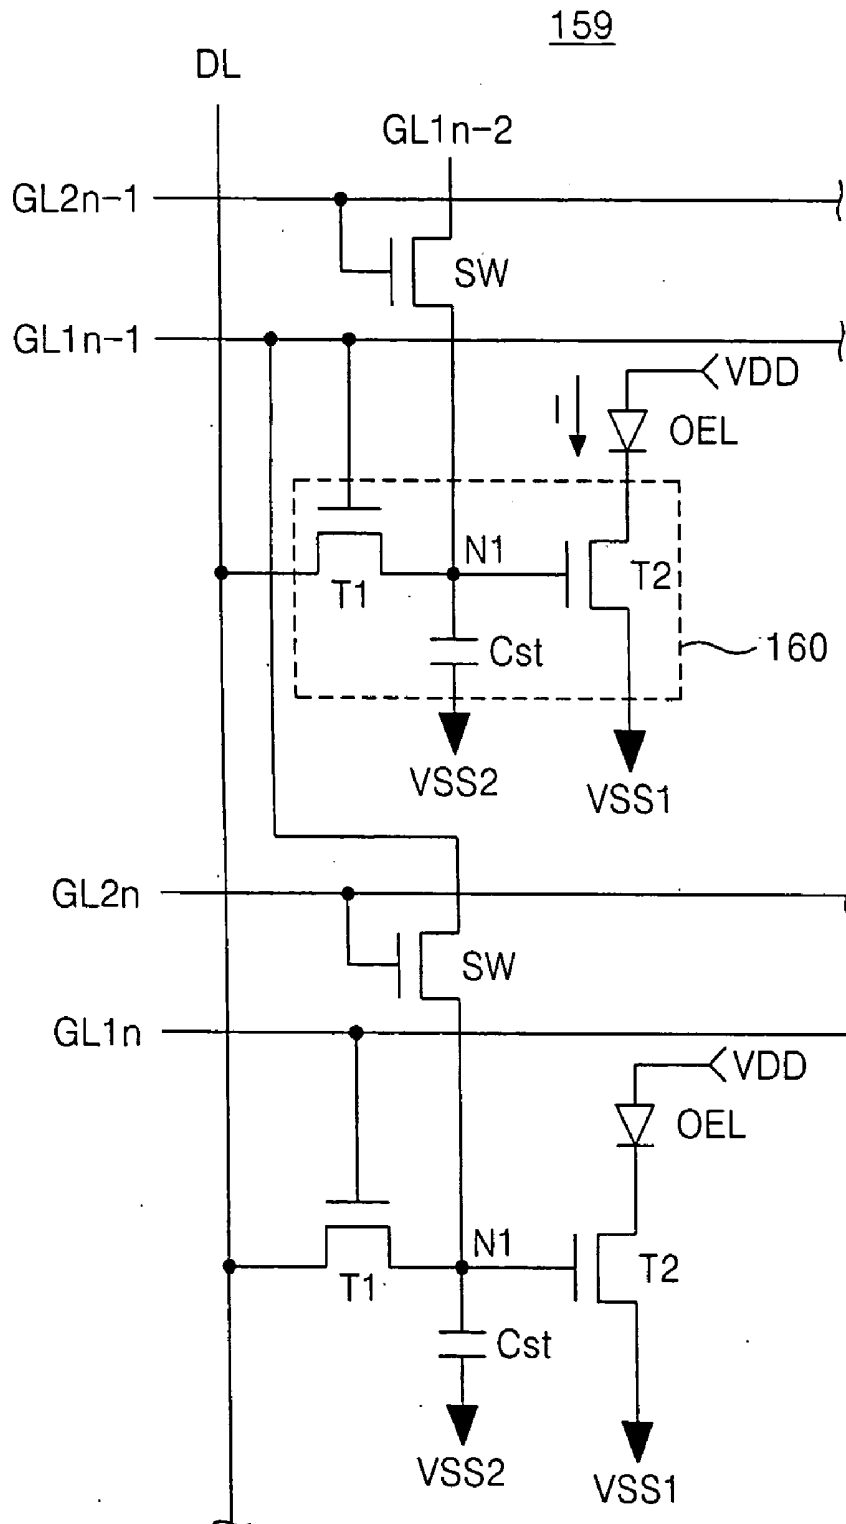 159
DL
GL1n-2
GL2n-1
SW
GL1n-1
VDD
I
OEL
N1
T1
T2
Cst
160
VSS2
VSS1
GL2n
SW
GL1n
VDD
OEL
N1
T1
T2
Cst
VSS2
VSS1